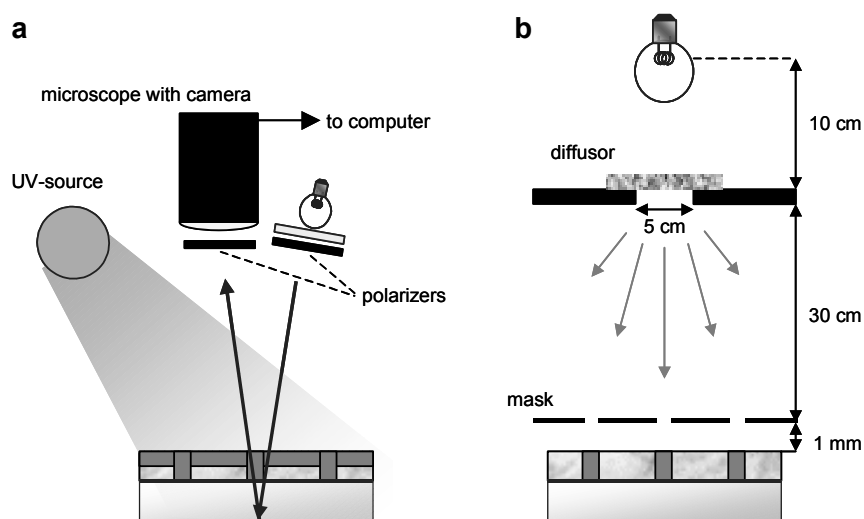 a
microscope with camera
to computer
UV-source
polarizers
b
10 cm
diffusor
5 cm
30 cm
mask
1 mm